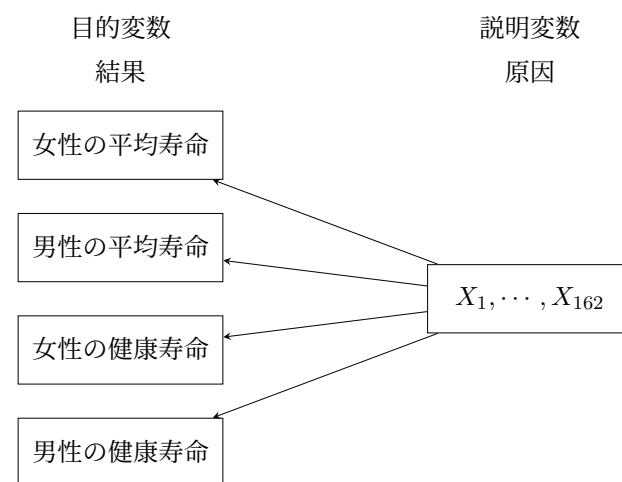 目的変数
結果
説明変数
原因
女性の平均寿命
男性の平均寿命
女性の健康寿命
男性の健康寿命
X₁, ⋯ , X₁₆₂